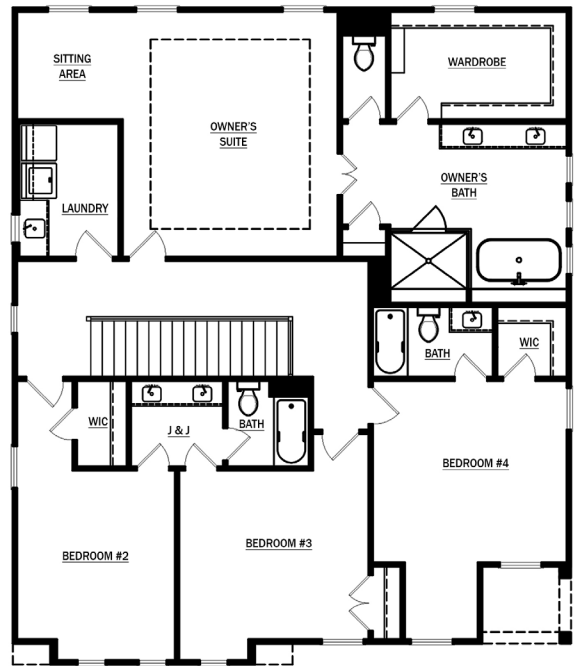 SITTING
AREA
WARDROBE
OWNER'S
SUITE
OWNER'S
BATH
LAUNDRY
BATH
WIC
WIC
J & J
BATH
BEDROOM #4
BEDROOM #3
BEDROOM #2